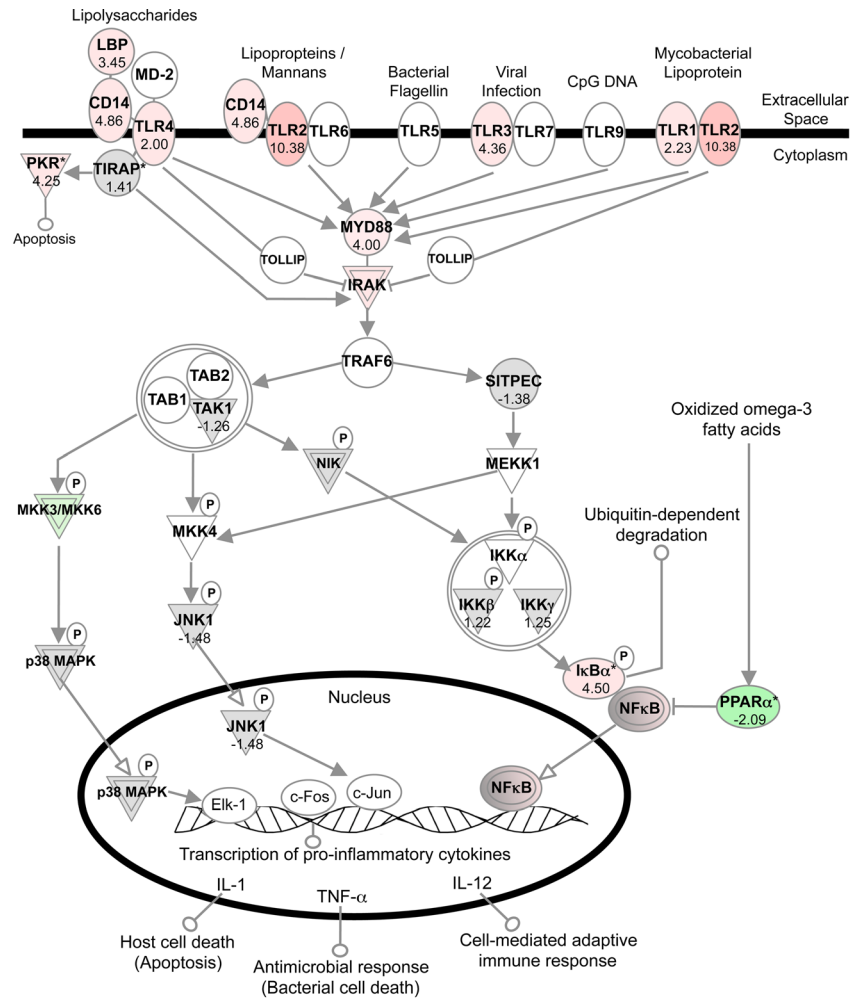 Lipolysaccharides
LBP
3.45
MD-2
CD14
4.86
TLR4
2.00
Lipopropteins /
Mannans
CD14
4.86
TLR2
10.38
TLR6
Bacterial
Flagellin
TLR5
Viral
Infection
TLR3
4.36
TLR7
CpG DNA
TLR9
Mycobacterial
Lipoprotein
TLR1
2.23
TLR2
10.38
Extracellular
Space
Cytoplasm
PKR*
4.25
TIRAP*
1.41
Apoptosis
MYD88
4.00
TOLLIP
TOLLIP
IRAK
TRAF6
TAB2
TAB1
TAK1
-1.26
SITPEC
-1.38
Oxidized omega-3
fatty acids
P
NIK
MEKK1
P
MKK3/MKK6
P
MKK4
Ubiquitin-dependent
degradation
P
IKKα
P
IKKβ
1.22
IKKγ
1.25
P
JNK1
-1.48
P
p38 MAPK
P
IκBα*
4.50
NFκB
PPARα*
-2.09
Nucleus
P
JNK1
-1.48
P
p38 MAPK
Elk-1
c-Fos
c-Jun
NFκB
Transcription of pro-inflammatory cytokines
IL-1
TNF-α
IL-12
Host cell death
(Apoptosis)
Antimicrobial response
(Bacterial cell death)
Cell-mediated adaptive
immune response